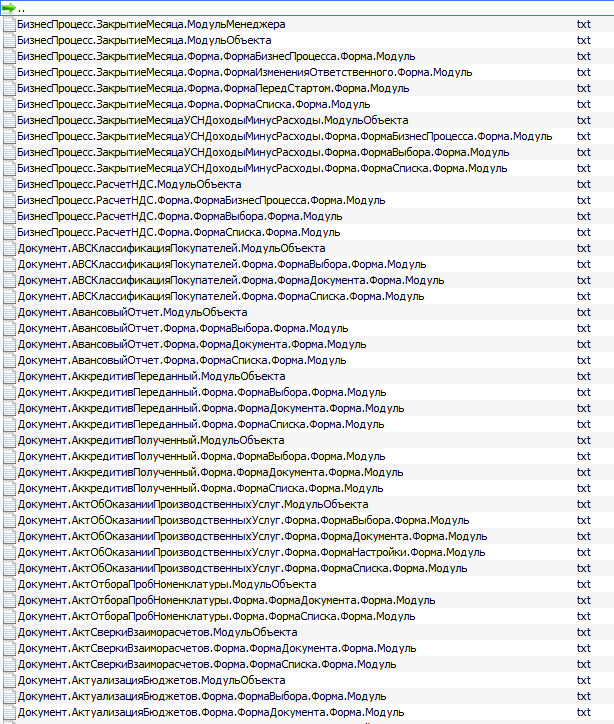 ..
БизнесПроцесс.ЗакрытиеМесяца.МодульМенеджера txt
БизнесПроцесс.ЗакрытиеМесяца.МодульОбъекта txt
БизнесПроцесс.ЗакрытиеМесяца.Форма.ФормаБизнесПроцесса.Форма.Модуль txt
БизнесПроцесс.ЗакрытиеМесяца.Форма.ФормаИзмененияОтветственного.Форма.Модуль txt
БизнесПроцесс.ЗакрытиеМесяца.Форма.ФормаПередСтартом.Форма.Модуль txt
БизнесПроцесс.ЗакрытиеМесяца.Форма.ФормаСписка.Форма.Модуль txt
БизнесПроцесс.ЗакрытиеМесяцаУСНДоходыМинусРасходы.МодульОбъекта txt
БизнесПроцесс.ЗакрытиеМесяцаУСНДоходыМинусРасходы.Форма.ФормаБизнесПроцесса.Форма.Модуль txt
БизнесПроцесс.ЗакрытиеМесяцаУСНДоходыМинусРасходы.Форма.ФормаВыбора.Форма.Модуль txt
БизнесПроцесс.ЗакрытиеМесяцаУСНДоходыМинусРасходы.Форма.ФормаСписка.Форма.Модуль txt
БизнесПроцесс.РасчетНДС.МодульОбъекта txt
БизнесПроцесс.РасчетНДС.Форма.ФормаБизнесПроцесса.Форма.Модуль txt
БизнесПроцесс.РасчетНДС.Форма.ФормаВыбора.Форма.Модуль txt
БизнесПроцесс.РасчетНДС.Форма.ФормаСписка.Форма.Модуль txt
Документ.ABCКлассификацияПокупателей.МодульОбъекта txt
Документ.ABCКлассификацияПокупателей.Форма.ФормаВыбора.Форма.Модуль txt
Документ.ABCКлассификацияПокупателей.Форма.ФормаДокумента.Форма.Модуль txt
Документ.ABCКлассификацияПокупателей.Форма.ФормаСписка.Форма.Модуль txt
Документ.АвансовыйОтчет.МодульОбъекта txt
Документ.АвансовыйОтчет.Форма.ФормаВыбора.Форма.Модуль txt
Документ.АвансовыйОтчет.Форма.ФормаДокумента.Форма.Модуль txt
Документ.АвансовыйОтчет.Форма.ФормаСписка.Форма.Модуль txt
Документ.АккредитивПереданный.МодульОбъекта txt
Документ.АккредитивПереданный.Форма.ФормаВыбора.Форма.Модуль txt
Документ.АккредитивПереданный.Форма.ФормаДокумента.Форма.Модуль txt
Документ.АккредитивПереданный.Форма.ФормаСписка.Форма.Модуль txt
Документ.АккредитивПолученный.МодульОбъекта txt
Документ.АккредитивПолученный.Форма.ФормаВыбора.Форма.Модуль txt
Документ.АккредитивПолученный.Форма.ФормаДокумента.Форма.Модуль txt
Документ.АккредитивПолученный.Форма.ФормаСписка.Форма.Модуль txt
Документ.АктОбОказанииПроизводственныхУслуг.МодульОбъекта txt
Документ.АктОбОказанииПроизводственныхУслуг.Форма.ФормаВыбора.Форма.Модуль txt
Документ.АктОбОказанииПроизводственныхУслуг.Форма.ФормаДокумента.Форма.Модуль txt
Документ.АктОбОказанииПроизводственныхУслуг.Форма.ФормаНастройки.Форма.Модуль txt
Документ.АктОбОказанииПроизводственныхУслуг.Форма.ФормаСписка.Форма.Модуль txt
Документ.АктОтбораПробНоменклатуры.МодульОбъекта txt
Документ.АктОтбораПробНоменклатуры.Форма.ФормаДокумента.Форма.Модуль txt
Документ.АктОтбораПробНоменклатуры.Форма.ФормаСписка.Форма.Модуль txt
Документ.АктСверкиВзаиморасчетов.МодульОбъекта txt
Документ.АктСверкиВзаиморасчетов.Форма.ФормаДокумента.Форма.Модуль txt
Документ.АктСверкиВзаиморасчетов.Форма.ФормаСписка.Форма.Модуль txt
Документ.АктуализацияБюджетов.МодульОбъекта txt
Документ.АктуализацияБюджетов.Форма.ФормаВыбора.Форма.Модуль txt
Документ.АктуализацияБюджетов.Форма.ФормаДокумента.Форма.Модуль txt